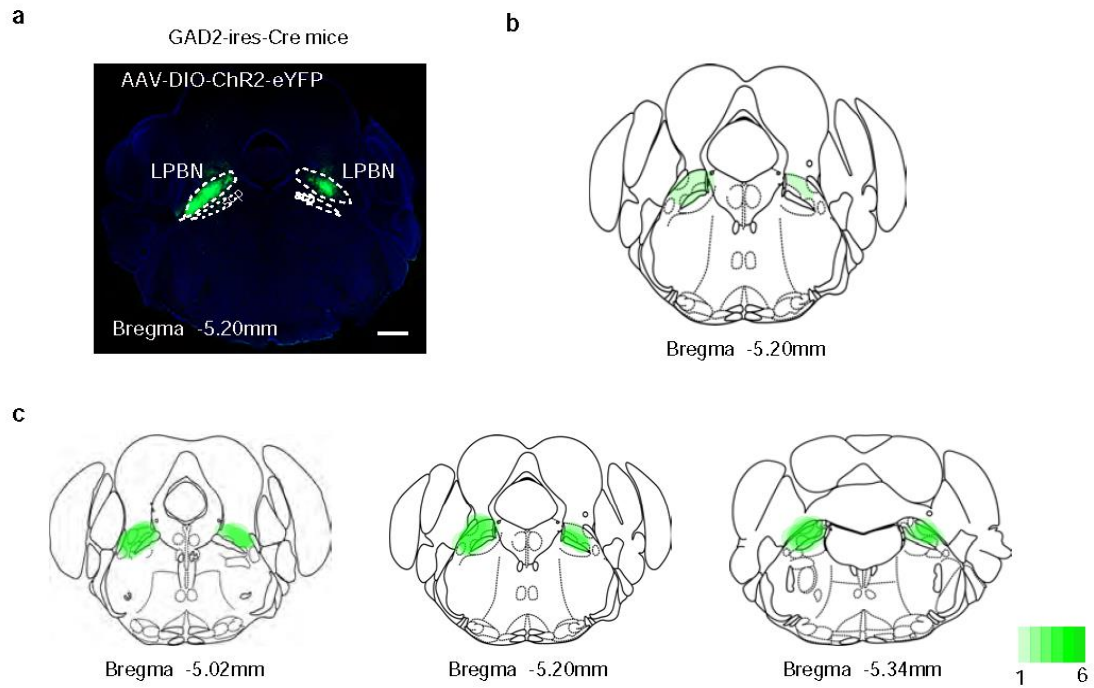 a
GAD2-ires-Cre mice
AAV-DIO-ChR2-eYFP
LPBN
LPBN
scp
scp
Bregma -5.20mm
b
Bregma -5.20mm
c
Bregma -5.02mm
Bregma -5.20mm
Bregma -5.34mm
1
6